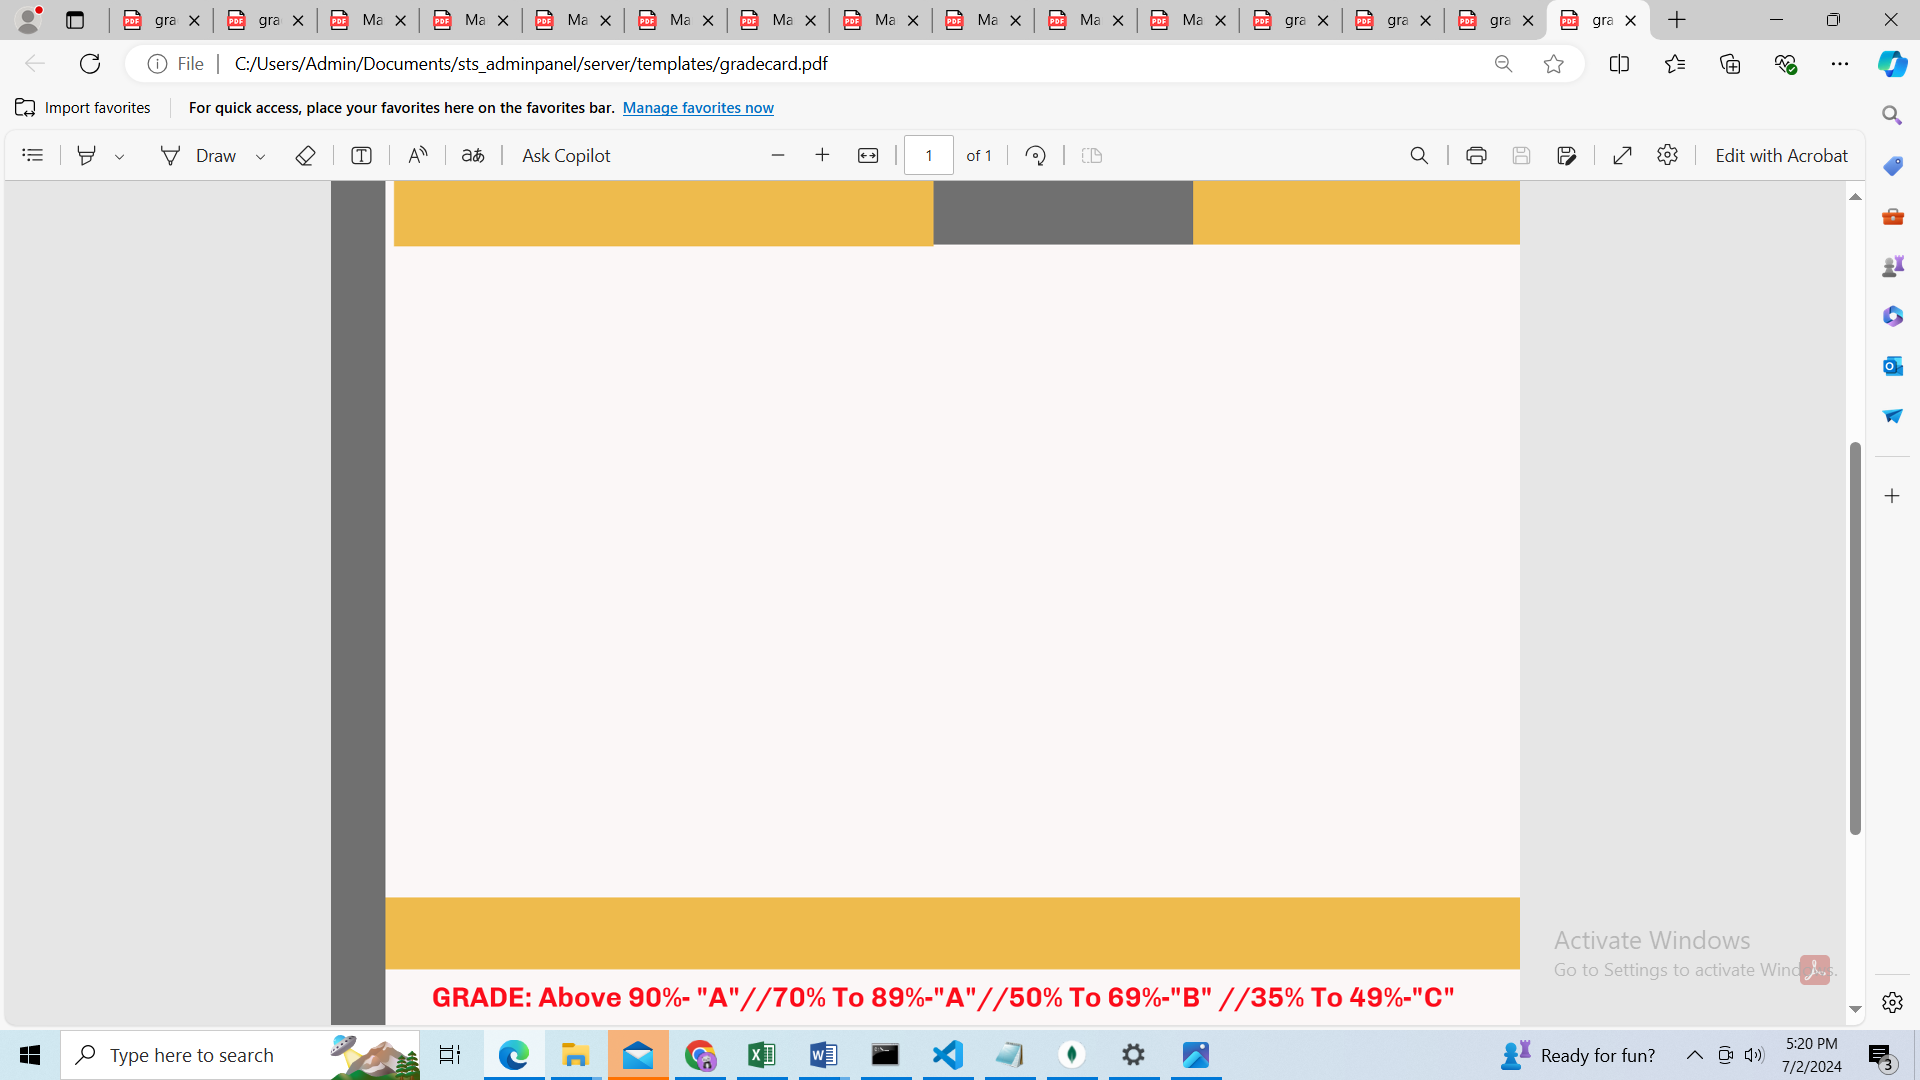 gra
gra
Ma
Ma
Ma
Ma
Ma
Ma
Ma
Ma
Ma
gra
gra
gra
gra
File
C:/Users/Admin/Documents/sts_adminpanel/server/templates/gradecard.pdf
Import favorites
For quick access, place your favorites here on the favorites bar. Manage favorites now
Draw
Ask Copilot
1 of 1
Edit with Acrobat
Activate Windows
Go to Settings to activate Windows.
GRADE: Above 90%- "A"//70% To 89%-"A"//50% To 69%-"B" //35% To 49%-"C"
Type here to search
Ready for fun?
5:20 PM
7/2/2024
3